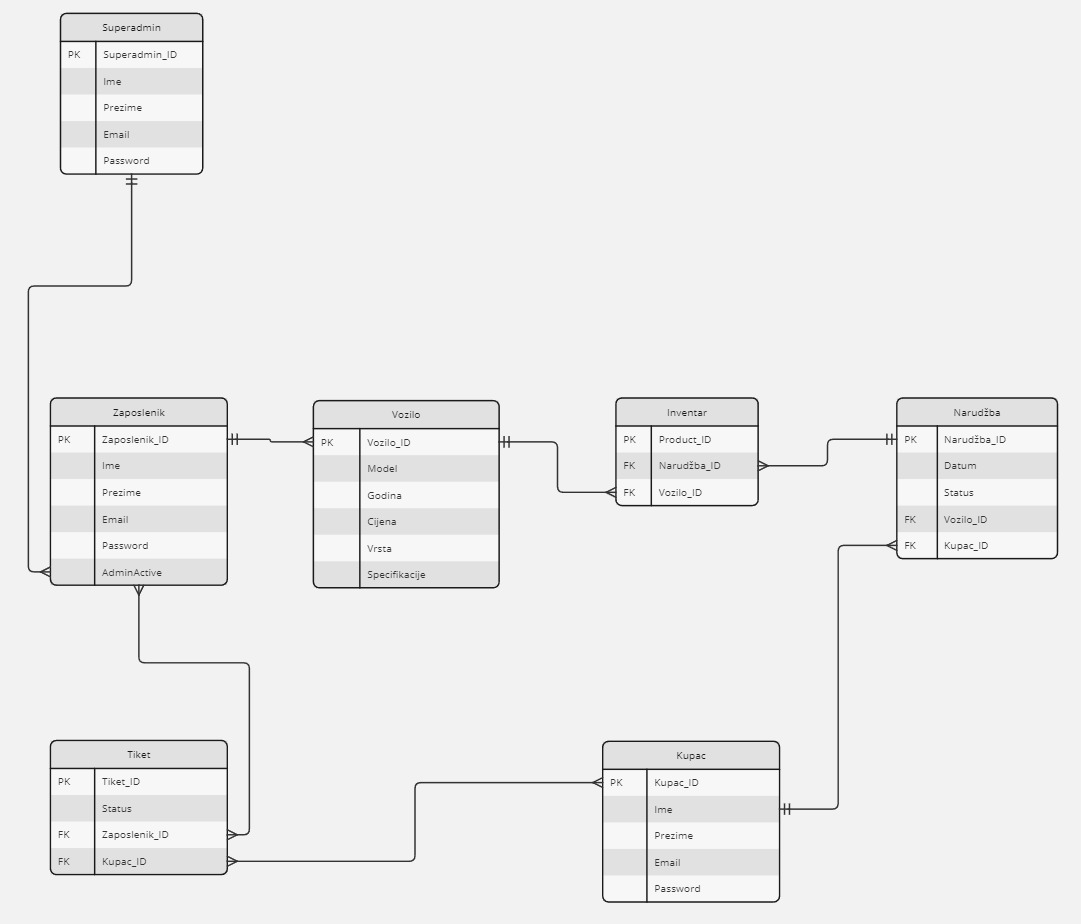 Superadmin
PK Superadmin_ID
Ime
Prezime
Email
Password
Zaposlenik
PK Zaposlenik_ID
Ime
Prezime
Email
Password
AdminActive
Vozilo
PK Vozilo_ID
Model
Godina
Cijena
Vrsta
Specifikacije
Inventar
PK Product_ID
FK Narudžba_ID
FK Vozilo_ID
Narudžba
PK Narudžba_ID
Datum
Status
FK Vozilo_ID
FK Kupac_ID
Tiket
PK Tiket_ID
Status
FK Zaposlenik_ID
FK Kupac_ID
Kupac
PK Kupac_ID
Ime
Prezime
Email
Password